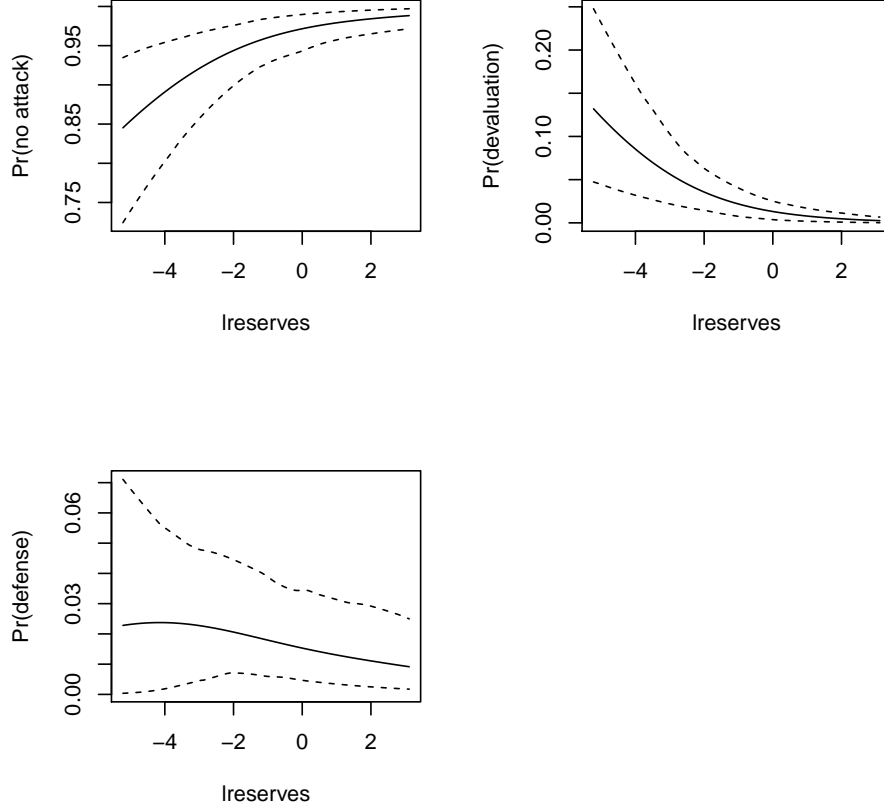 Pr(no attack)
0.75 0.85 0.95
−4 −2 0 2
lreserves
Pr(devaluation)
0.00 0.10 0.20
−4 −2 0 2
lreserves
Pr(defense)
0.00 0.03 0.06
−4 −2 0 2
lreserves